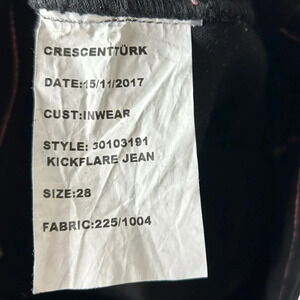 CRESCENTTÜRK
DATE:15/11/2017
CUST:INWEAR
STYLE: 30103191
KICKFLARE JEAN
SIZE:28
FABRIC:225/1004